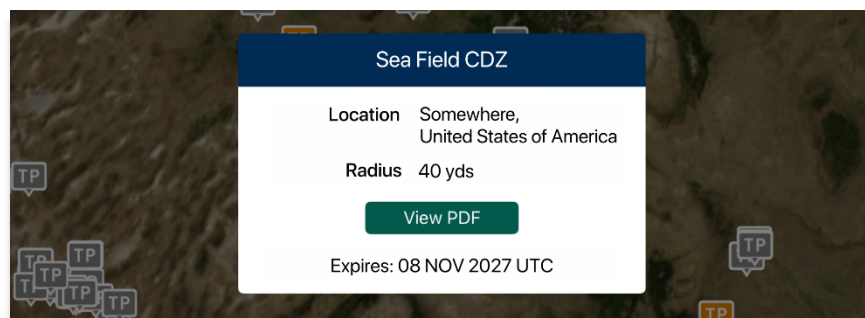 Sea Field CDZ
Location Somewhere,
United States of America
Radius 40 yds
View PDF
Expires: 08 NOV 2027 UTC
TP
TP
TP
TP
TP
TP
TP
TP